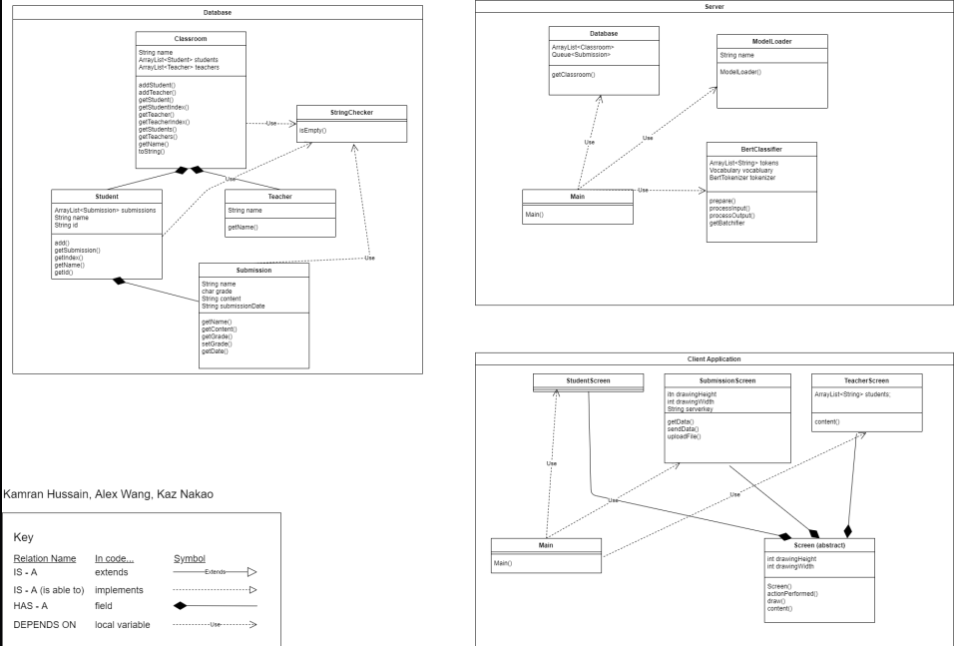 Database
Classroom
String name
ArrayList<Student> students
ArrayList<Teacher> teachers
addStudent()
addTeacher()
getStudent()
getStudentIndex()
getTeacher()
getTeacherIndex()
getStudents()
getTeachers()
getName()
toString()
Use
StringChecker
isEmpty()
Use
Student
ArrayList<Submission> submissions
String name
String id
add()
getSubmission()
getIndex()
getName()
getId()
Teacher
String name
getName()
Use
Submission
String name
char grade
String content
String submissionDate
getName()
getContent()
getGrade()
setGrade()
getDate()
Server
Database
ArrayList<Classroom>
Queue<Submission>
getClassroom()
ModelLoader
String name
ModelLoader()
Use
Use
BertClassifier
ArrayList<String> tokens
Vocabulary vocabluary
BertTokenizer tokenizer
prepare()
processInput()
processOutput()
getBatchifier
Use
Main
Main()
Client Application
StudentScreen
SubmissionScreen
itn drawingHeight
int drawingWidth
String serverkey
getData()
sendData()
uploadFile()
TeacherScreen
ArrayList<String> students;
content()
Use
Use
Use
Main
Main()
Screen (abstract)
int drawingHeight
int drawingWidth
Screen()
actionPerformed()
draw()
content()
Kamran Hussain, Alex Wang, Kaz Nakao
Key
Relation Name In code... Symbol
IS - A extends Extends
IS - A (is able to) implements
HAS - A field
DEPENDS ON local variable Use